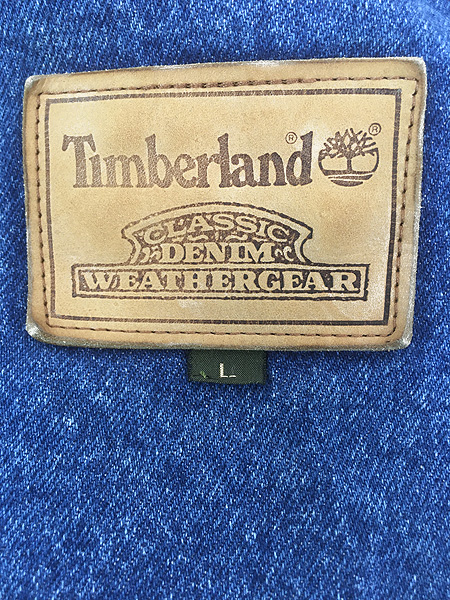 Timberland® ®
CLASSIC
DENIM
WEATHERGEAR
L